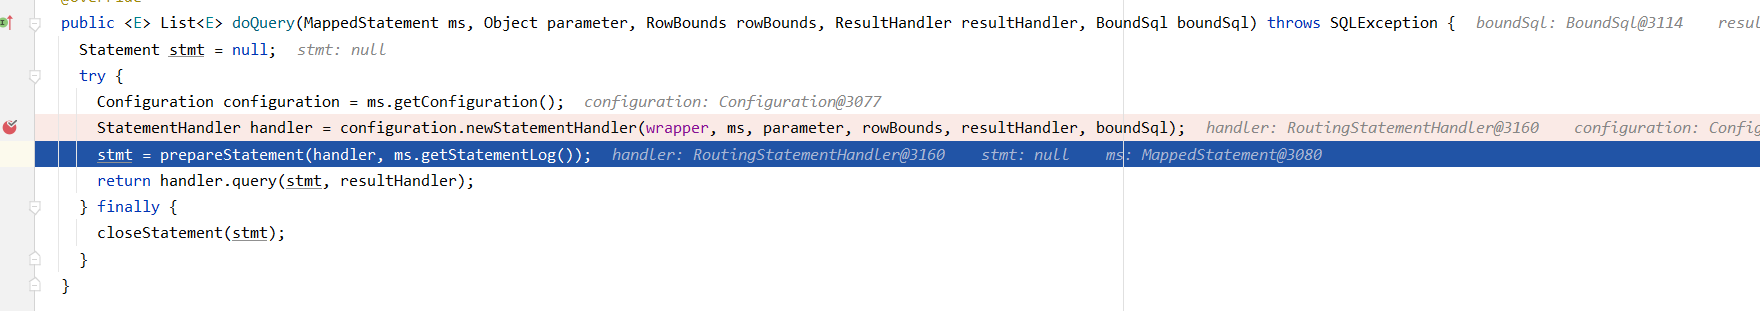 @Override
public <E> List<E> doQuery(MappedStatement ms, Object parameter, RowBounds rowBounds, ResultHandler resultHandler, BoundSql boundSql) throws SQLException {   boundSql: BoundSql@3114    resul
Statement stmt = null;   stmt: null
try {
Configuration configuration = ms.getConfiguration();   configuration: Configuration@3077
StatementHandler handler = configuration.newStatementHandler(wrapper, ms, parameter, rowBounds, resultHandler, boundSql);   handler: RoutingStatementHandler@3160    configuration: Config
stmt = prepareStatement(handler, ms.getStatementLog());   handler: RoutingStatementHandler@3160    stmt: null    ms: MappedStatement@3080
return handler.query(stmt, resultHandler);
} finally {
closeStatement(stmt);
}
}